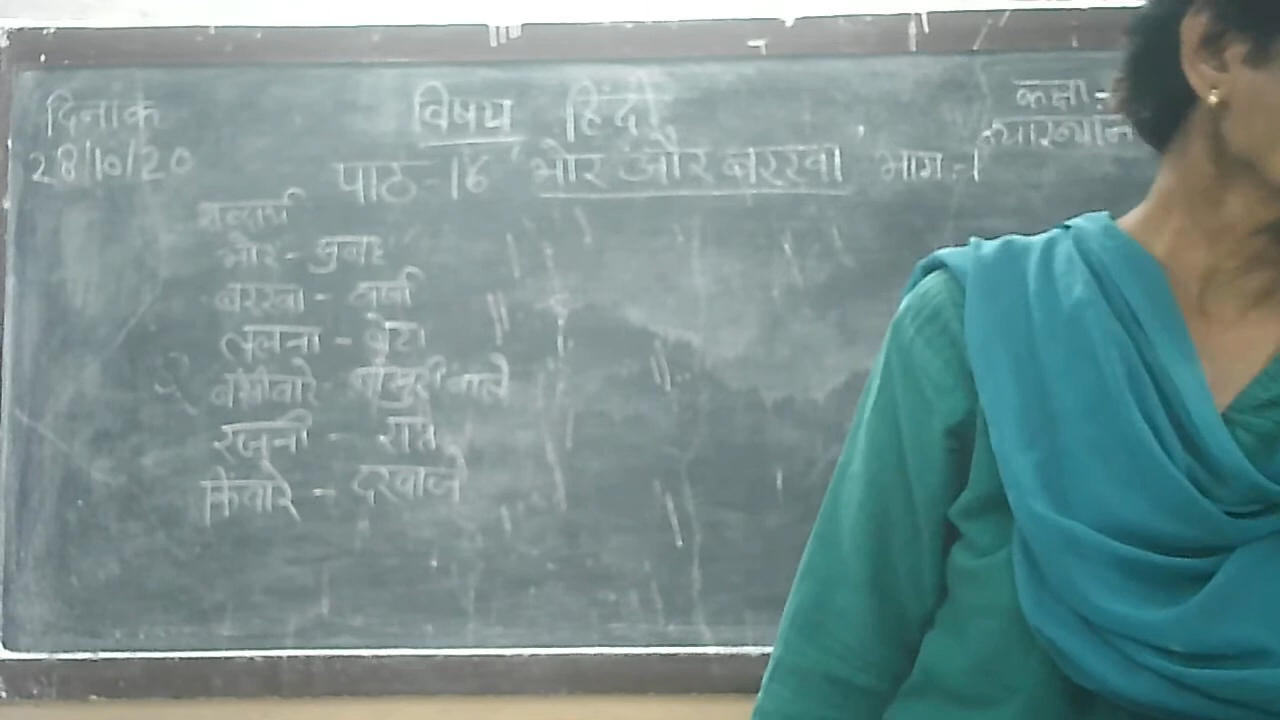 दिनांक विषय हिंदी कक्षा:-
28/10/20 पाठ-16 भोर और बरखा भाग:-1 व्याख्यान
शब्दार्थ
भोर - सुबह
बरखा - वर्षा
ललना - बेटा
बंशीवारे - बांसुरी वाले
रजनी - रात
किंवारे - दरवाजे